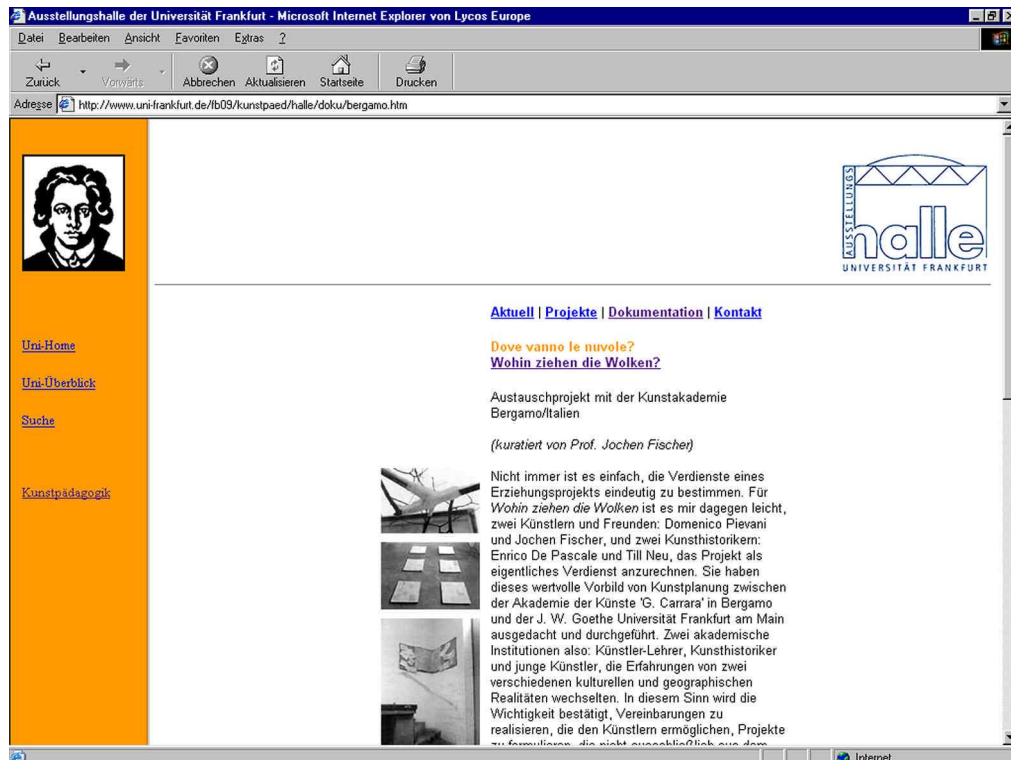 Ausstellungshalle der Universität Frankfurt - Microsoft Internet Explorer von Lycos Europe
Datei Bearbeiten Ansicht Favoriten Extras ?
Zurück Vorwärts Abbrechen Aktualisieren Startseite Drucken
Adresse http://www.uni-frankfurt.de/fb09/kunstpaed/halle/doku/bergamo.htm
AUSSTELLUNGS
halle
UNIVERSITÄT FRANKFURT
Uni-Home
Uni-Überblick
Suche
Kunstpädagogik
Aktuell | Projekte | Dokumentation | Kontakt
Dove vanno le nuvole?
Wohin ziehen die Wolken?
Austauschprojekt mit der Kunstakademie
Bergamo/Italien
(kuratiert von Prof. Jochen Fischer)
Nicht immer ist es einfach, die Verdienste eines
Erziehungsprojekts eindeutig zu bestimmen. Für
Wohin ziehen die Wolken ist es mir dagegen leicht,
zwei Künstlern und Freunden: Domenico Pievani
und Jochen Fischer, und zwei Kunsthistorikern:
Enrico De Pascale und Till Neu, das Projekt als
eigentliches Verdienst anzurechnen. Sie haben
dieses wertvolle Vorbild von Kunstplanung zwischen
der Akademie der Künste 'G. Carrara' in Bergamo
und der J. W. Goethe Universität Frankfurt am Main
ausgedacht und durchgeführt. Zwei akademische
Institutionen also: Künstler-Lehrer, Kunsthistoriker
und junge Künstler, die Erfahrungen von zwei
verschiedenen kulturellen und geographischen
Realitäten wechselten. In diesem Sinn wird die
Wichtigkeit bestätigt, Vereinbarungen zu
realisieren, die den Künstlern ermöglichen, Projekte
zu formulieren, die nicht ausschließlich aus dem
Internet